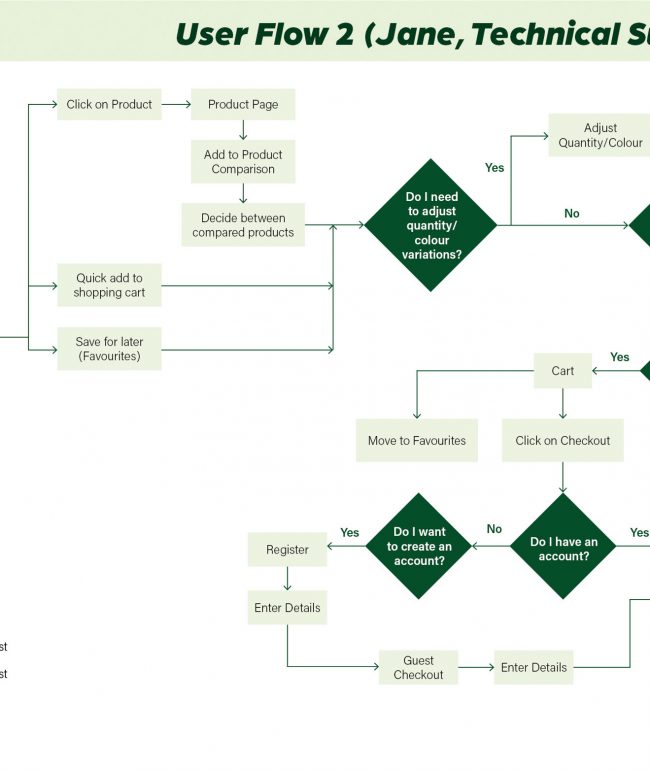 User Flow 2 (Jane, Technical
Click on Product
Product Page
Add to Product
Comparison
Decide between
compared products
Quick add to
shopping cart
Save for later
(Favourites)
Do I need
to adjust
quantity/
colour
variations?
Yes
Adjust
Quantity/Colour
No
Yes
Cart
Move to Favourites
Click on Checkout
Do I have an
account?
Yes
No
Do I want
to create an
account?
Yes
Register
Enter Details
Guest
Checkout
Enter Details